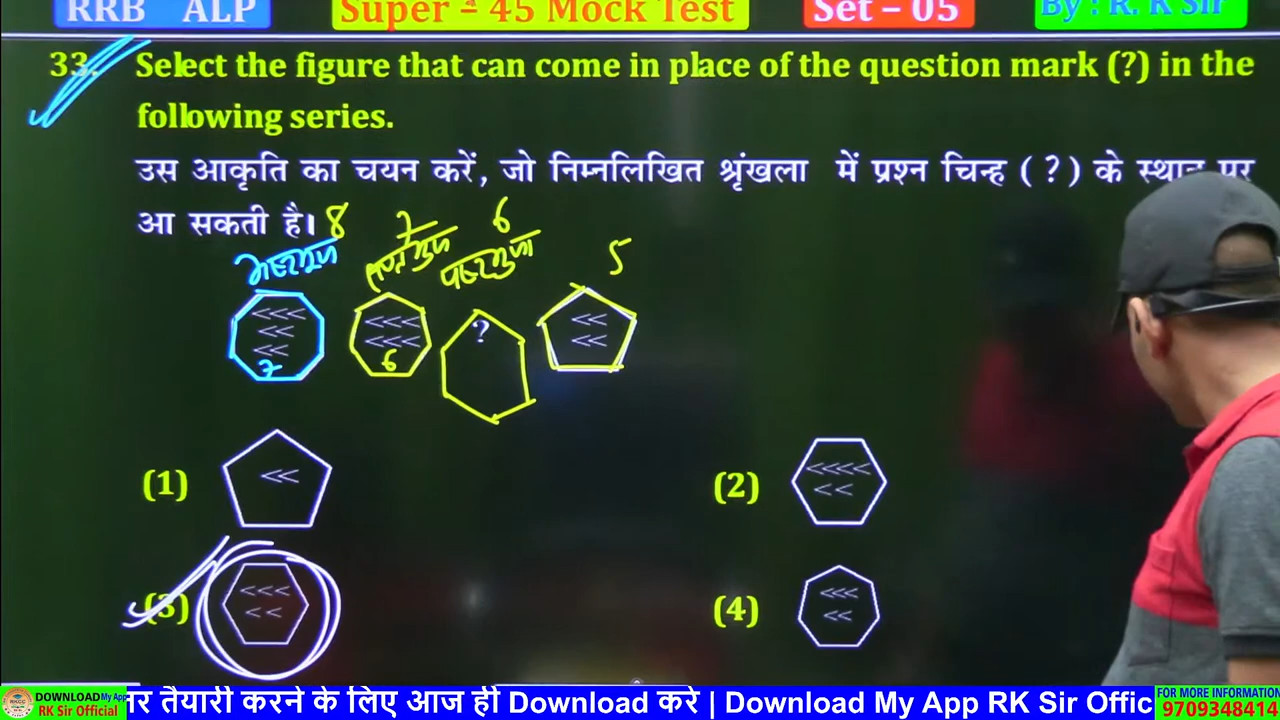 RRB ALP
Super - 45 Mock Test
Set – 05
By : R. K Sir
33. Select the figure that can come in place of the question mark (?) in the
following series.
उस आकृति का चयन करें, जो निम्नलिखित श्रृंखला में प्रश्न चिन्ह ( ? ) के स्थान पर
आ सकती है।
8 7 6 5
<<< <<< ? <<
<< <<< <<
<<
7 6
(1) <<
(2) <<<<
<<
(3) <<<
<<
(4) <<<
<<
DOWNLOAD My App
RK Sir Official
तैयारी करने के लिए आज ही Download करे | Download My App RK Sir Offic
FOR MORE INFORMATION
9709348414